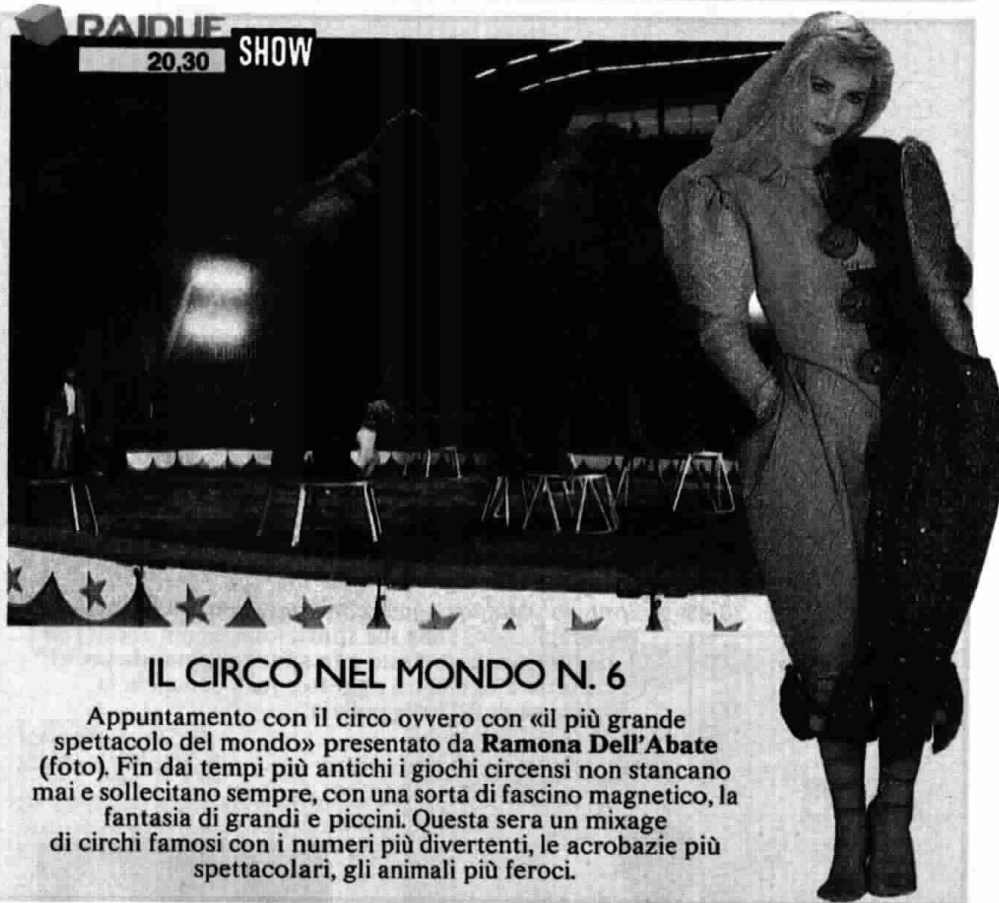 RAIDUE
20,30 SHOW
IL CIRCO NEL MONDO N. 6
Appuntamento con il circo ovvero con «il più grande
spettacolo del mondo» presentato da Ramona Dell'Abate
(foto). Fin dai tempi più antichi i giochi circensi non stancano
mai e sollecitano sempre, con una sorta di fascino magnetico, la
fantasia di grandi e piccini. Questa sera un mixage
di circhi famosi con i numeri più divertenti, le acrobazie più
spettacolari, gli animali più feroci.